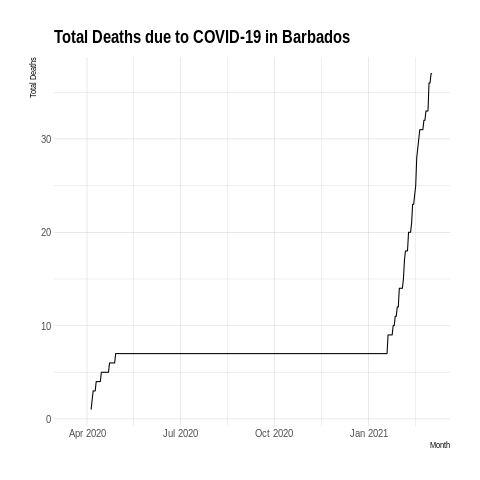 Total Deaths due to COVID-19 in Barbados
Total Deaths
30
20
10
0
Apr 2020 Jul 2020 Oct 2020 Jan 2021
Month